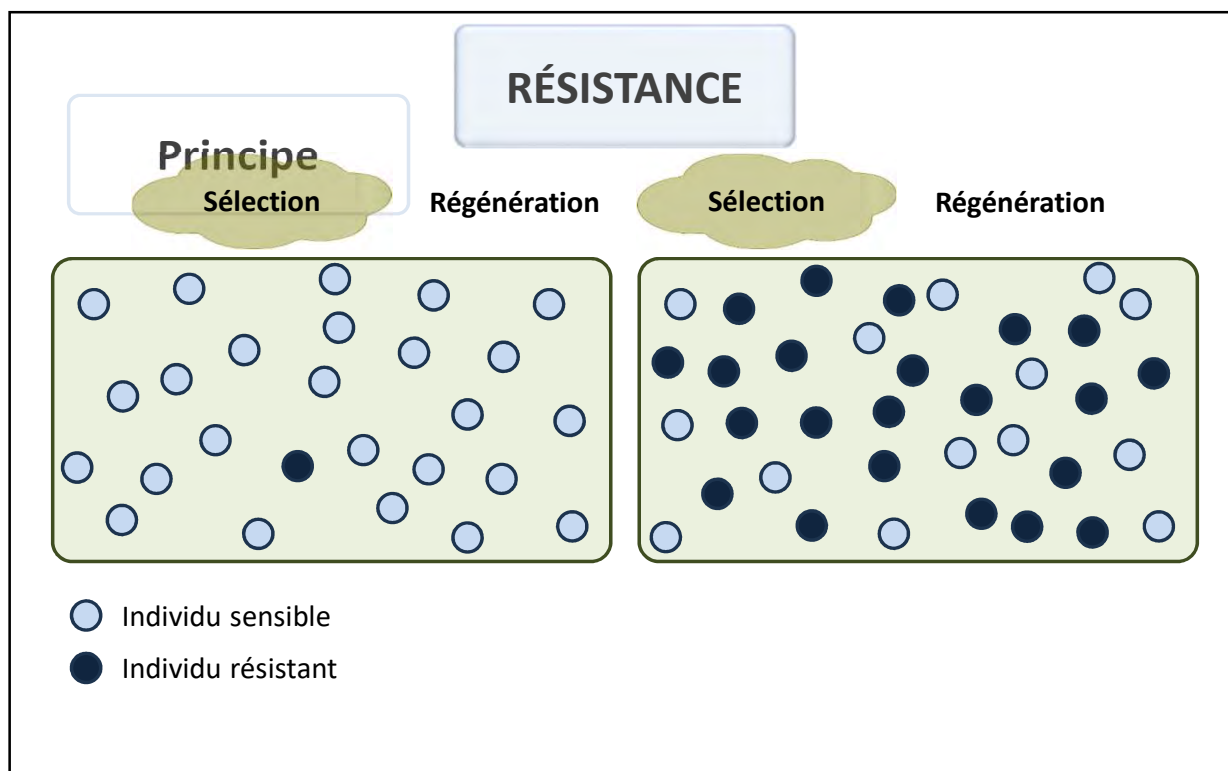 RÉSISTANCE
Principe
Sélection
Régénération
Sélection
Régénération
Individu sensible
Individu résistant